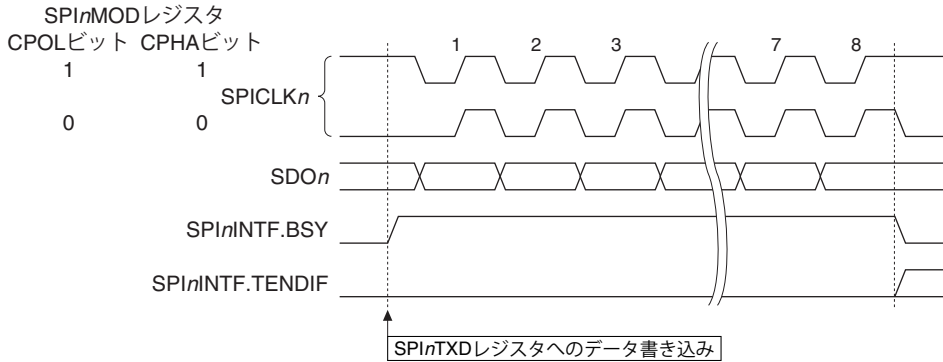 SPInMODレジスタ
CPOLビット CPHAビット
1 1
0 0
SPICLKn
1 2 3 7 8
SDOn
SPInINTF.BSY
SPInINTF.TENDIF
SPInTXDレジスタへのデータ書き込み